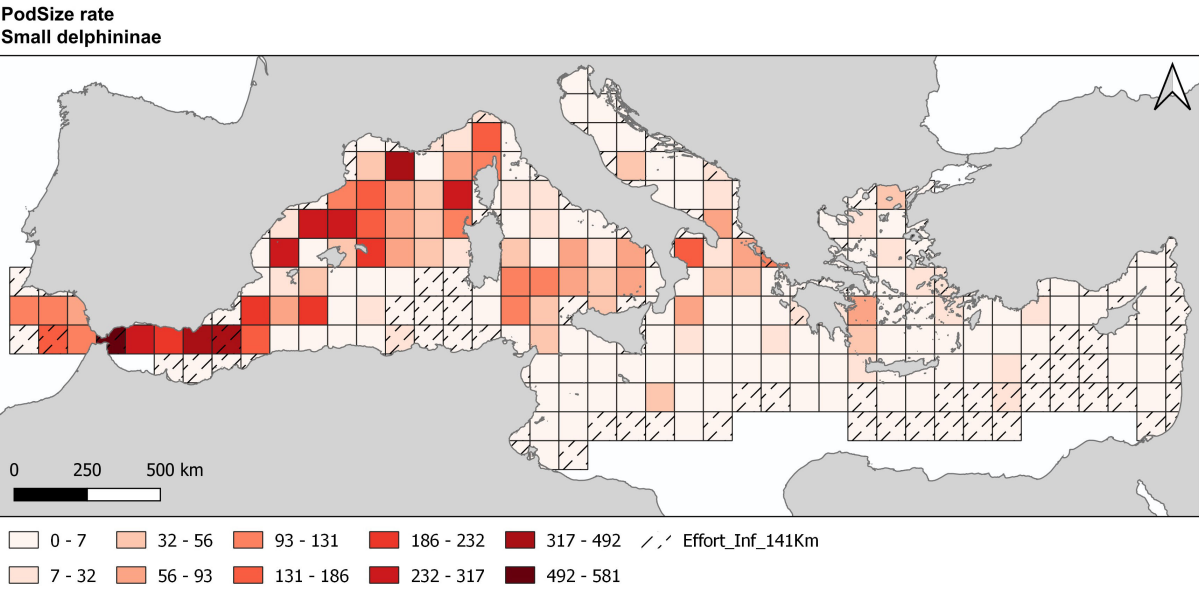 PodSize rate
Small delphininae
0 250 500 km
0 - 7 32 - 56 93 - 131 186 - 232 317 - 492 Effort_Inf_141Km
7 - 32 56 - 93 131 - 186 232 - 317 492 - 581